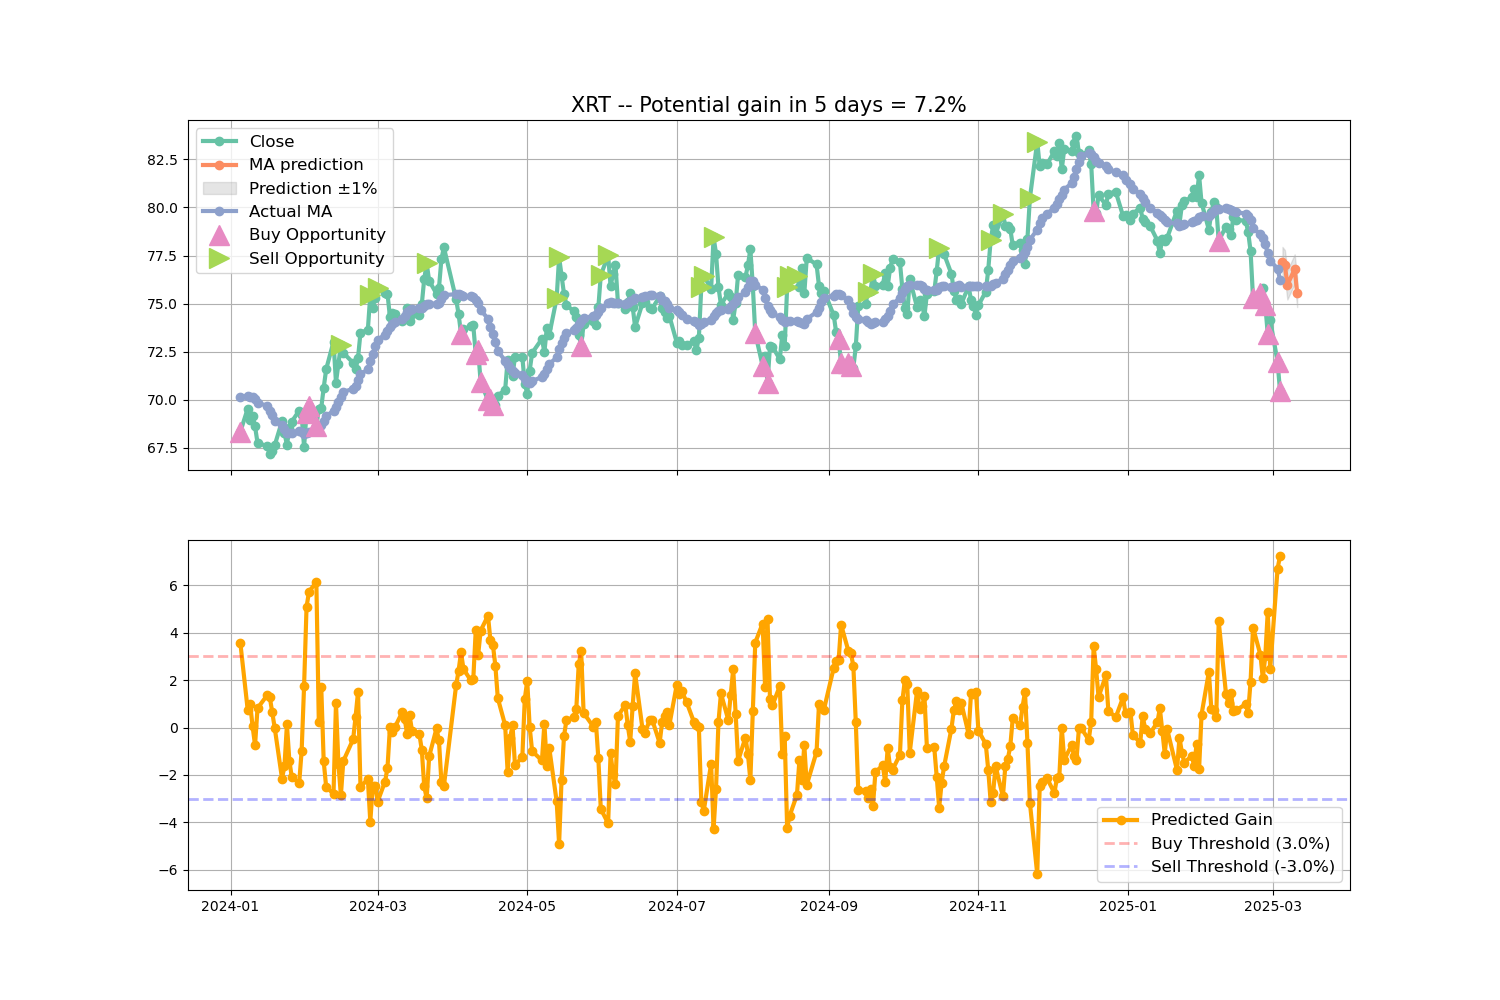 XRT -- Potential gain in 5 days = 7.2%
Close
MA prediction
Prediction ±1%
Actual MA
Buy Opportunity
Sell Opportunity
82.5
80.0
77.5
75.0
72.5
70.0
67.5
6
4
2
0
−2
−4
−6
Predicted Gain
Buy Threshold (3.0%)
Sell Threshold (-3.0%)
2024-01 2024-03 2024-05 2024-07 2024-09 2024-11 2025-01 2025-03